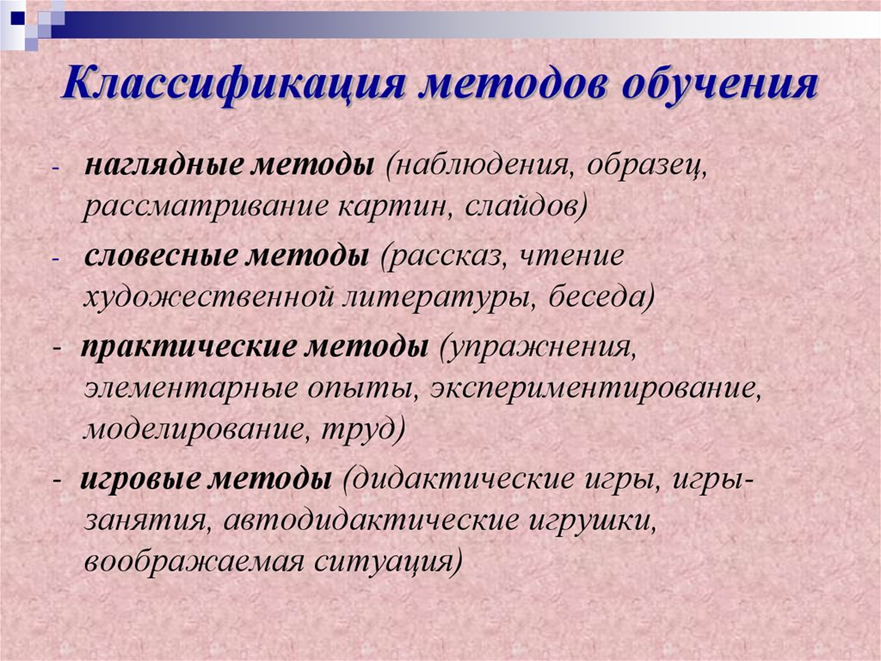 Классификация методов обучения
- наглядные методы (наблюдения, образец,
рассматривание картин, слайдов)
- словесные методы (рассказ, чтение
художественной литературы, беседа)
- практические методы (упражнения,
элементарные опыты, экспериментирование,
моделирование, труд)
- игровые методы (дидактические игры, игры-
занятия, автодидактические игрушки,
воображаемая ситуация)